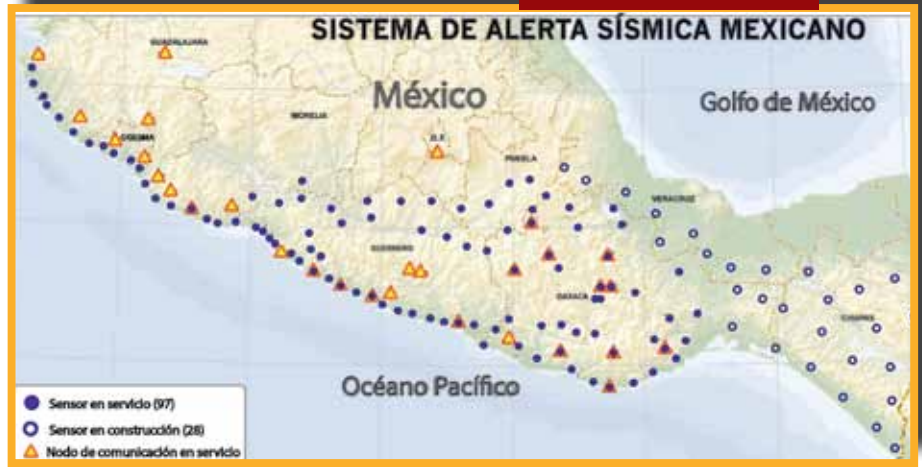 SISTEMA DE ALERTA SÍSMICA MEXICANO
GUADALAJARA
México
Golfo de México
MORELIA
COLIMA
D.F.
PUEBLA
VERACRUZ
GUERRERO
OAXACA
CHIAPAS
Océano Pacífico
Sensor en servicio (97)
Sensor en construcción (28)
Nodo de comunicación en servicio